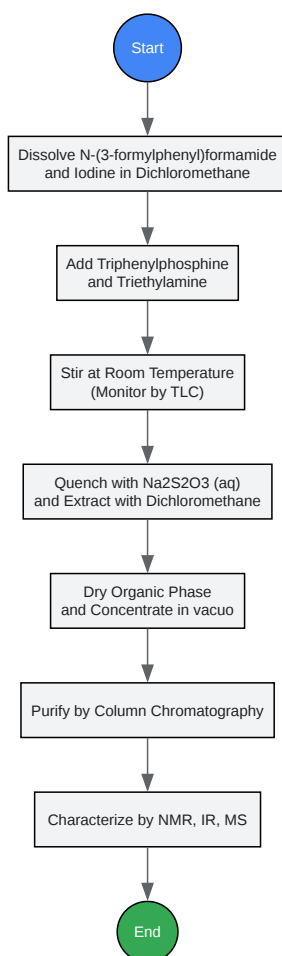 Start
Dissolve N-(3-formylphenyl)formamide
and Iodine in Dichloromethane
Add Triphenylphosphine
and Triethylamine
Stir at Room Temperature
(Monitor by TLC)
Quench with Na2S2O3 (aq)
and Extract with Dichloromethane
Dry Organic Phase
and Concentrate in vacuo
Purify by Column Chromatography
Characterize by NMR, IR, MS
End